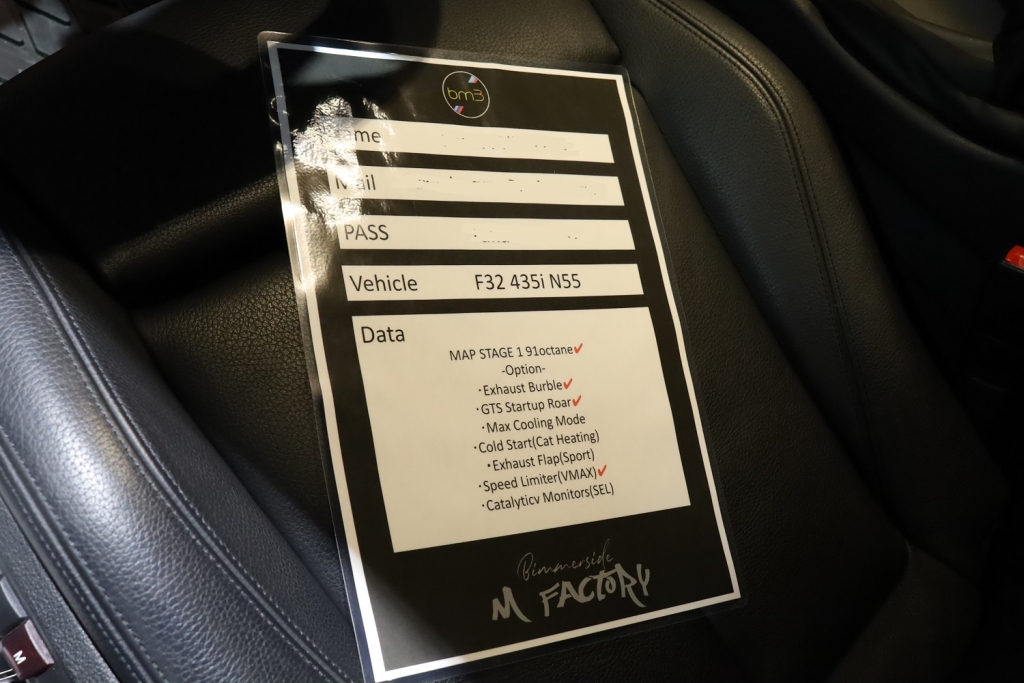 bm3
Name
Mail
PASS
Vehicle F32 435i N55
Data
MAP STAGE 1 91octane✓
-Option-
・Exhaust Burble✓
・GTS Startup Roar✓
・Max Cooling Mode
・Cold Start(Cat Heating)
・Exhaust Flap(Sport)
・Speed Limiter(VMAX)✓
・Catalyticv Monitors(SEL)
Bimmerside
M FACTORY
M